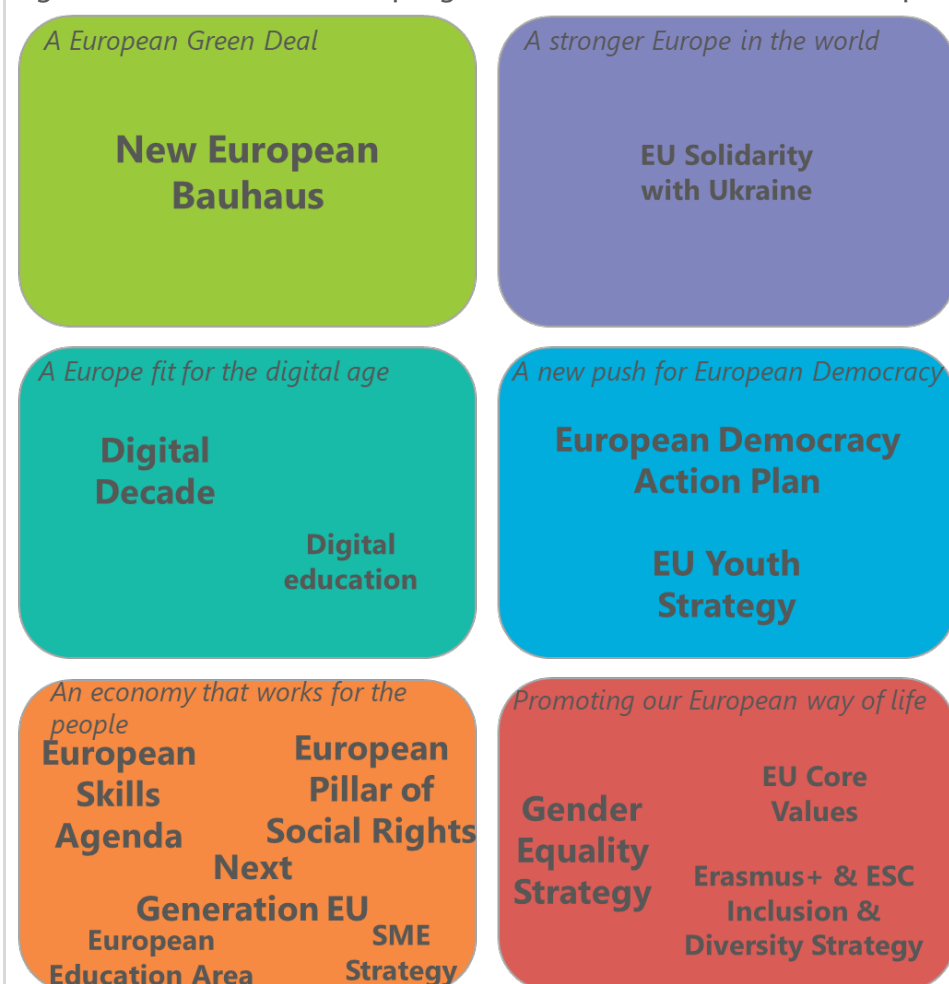 A European Green Deal
New European
Bauhaus
A stronger Europe in the world
EU Solidarity
with Ukraine
A Europe fit for the digital age
Digital
Decade
Digital
education
A new push for European Democracy
European Democracy
Action Plan
EU Youth
Strategy
An economy that works for the
people
European
Skills
Agenda
European
Pillar of
Social Rights
Next
Generation EU
European
Education Area
SME
Strategy
Promoting our European way of life
Gender
Equality
Strategy
EU Core
Values
Erasmus+ & ESC
Inclusion &
Diversity Strategy